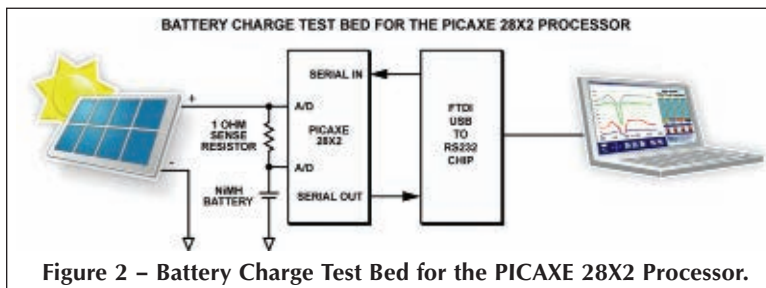 BATTERY CHARGE TEST BED FOR THE PICAXE 28X2 PROCESSOR
+
-
1 OHM
SENSE
RESISTOR
NiMH
BATTERY
SERIAL IN
A/D
PICAXE
28X2
A/D
SERIAL OUT
FTDI
USB
TO
RS232
CHIP
Figure 2 – Battery Charge Test Bed for the PICAXE 28X2 Processor.